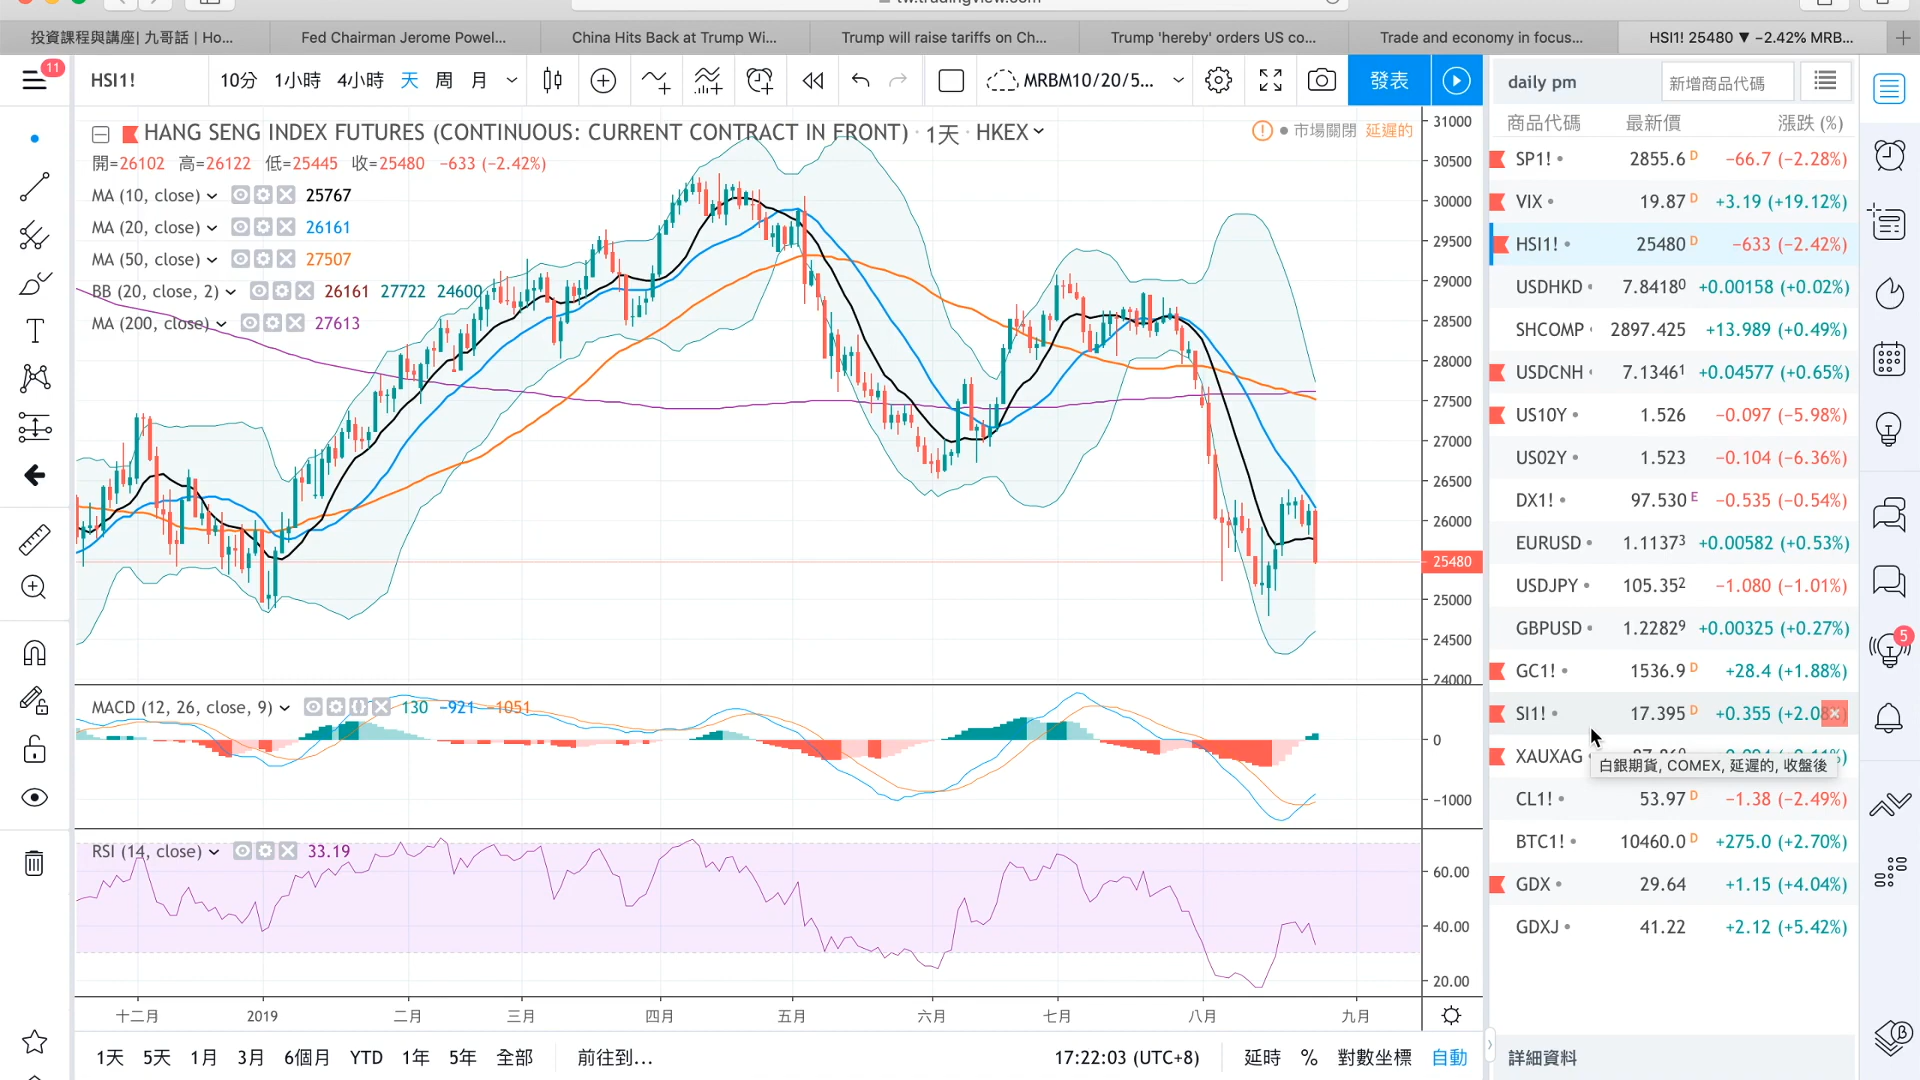 投資課程與講座| 九哥話 | Ho...
Fed Chairman Jerome Powel...
China Hits Back at Trump Wi...
Trump will raise tariffs on Ch...
Trump 'hereby' orders US co...
Trade and economy in focus...
HSI1! 25480 ▼ −2.42% MRB...
11
HSI1!
10分 1小時 4小時 天 周 月
MRBM10/20/5...
發表
daily pm
新增商品代碼
HANG SENG INDEX FUTURES (CONTINUOUS: CURRENT CONTRACT IN FRONT) · 1天 · HKEX
市場關閉 延遲的
開=26102 高=26122 低=25445 收=25480 −633 (−2.42%)
MA (10, close) 25767
MA (20, close) 26161
MA (50, close) 27507
BB (20, close, 2) 26161 27722 24600
MA (200, close) 27613
31000
30500
30000
29500
29000
28500
28000
27500
27000
26500
26000
25480
25000
24500
24000
MACD (12, 26, close, 9) 130 −921 −1051
0
−1000
RSI (14, close) 33.19
60.00
40.00
20.00
十二月 2019 二月 三月 四月 五月 六月 七月 八月 九月
1天 5天 1月 3月 6個月 YTD 1年 5年 全部 前往到...
17:22:03 (UTC+8) 延時 % 對數坐標 自動
商品代碼 最新價 漲跌 (%)
SP1! 2855.6 D −66.7 (−2.28%)
VIX 19.87 D +3.19 (+19.12%)
HSI1! 25480 D −633 (−2.42%)
USDHKD 7.8418⁰ +0.00158 (+0.02%)
SHCOMP 2897.425 +13.989 (+0.49%)
USDCNH 7.1346¹ +0.04577 (+0.65%)
US10Y 1.526 −0.097 (−5.98%)
US02Y 1.523 −0.104 (−6.36%)
DX1! 97.530 E −0.535 (−0.54%)
EURUSD 1.1137³ +0.00582 (+0.53%)
USDJPY 105.35² −1.080 (−1.01%)
GBPUSD 1.2282⁹ +0.00325 (+0.27%)
GC1! 1536.9 D +28.4 (+1.88%)
SI1! 17.395 D +0.355 (+2.08
XAUXAG
白銀期貨, COMEX, 延遲的, 收盤後
CL1! 53.97 D −1.38 (−2.49%)
BTC1! 10460.0 D +275.0 (+2.70%)
GDX 29.64 +1.15 (+4.04%)
GDXJ 41.22 +2.12 (+5.42%)
詳細資料
5